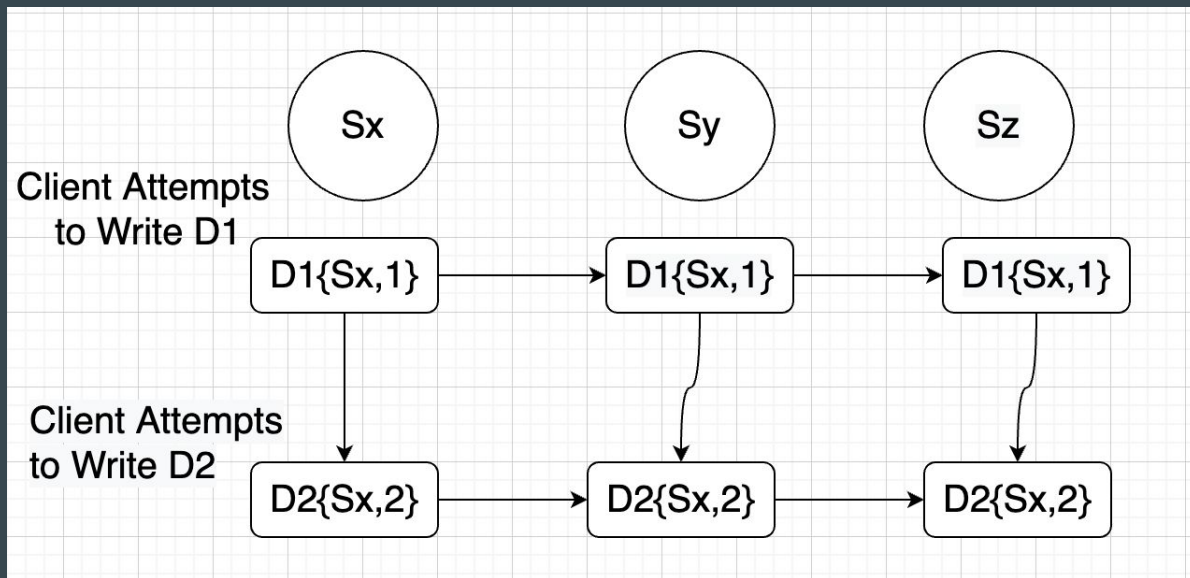 Sx
Sy
Sz
Client Attempts
to Write D1
D1{Sx,1}
D1{Sx,1}
D1{Sx,1}
Client Attempts
to Write D2
D2{Sx,2}
D2{Sx,2}
D2{Sx,2}